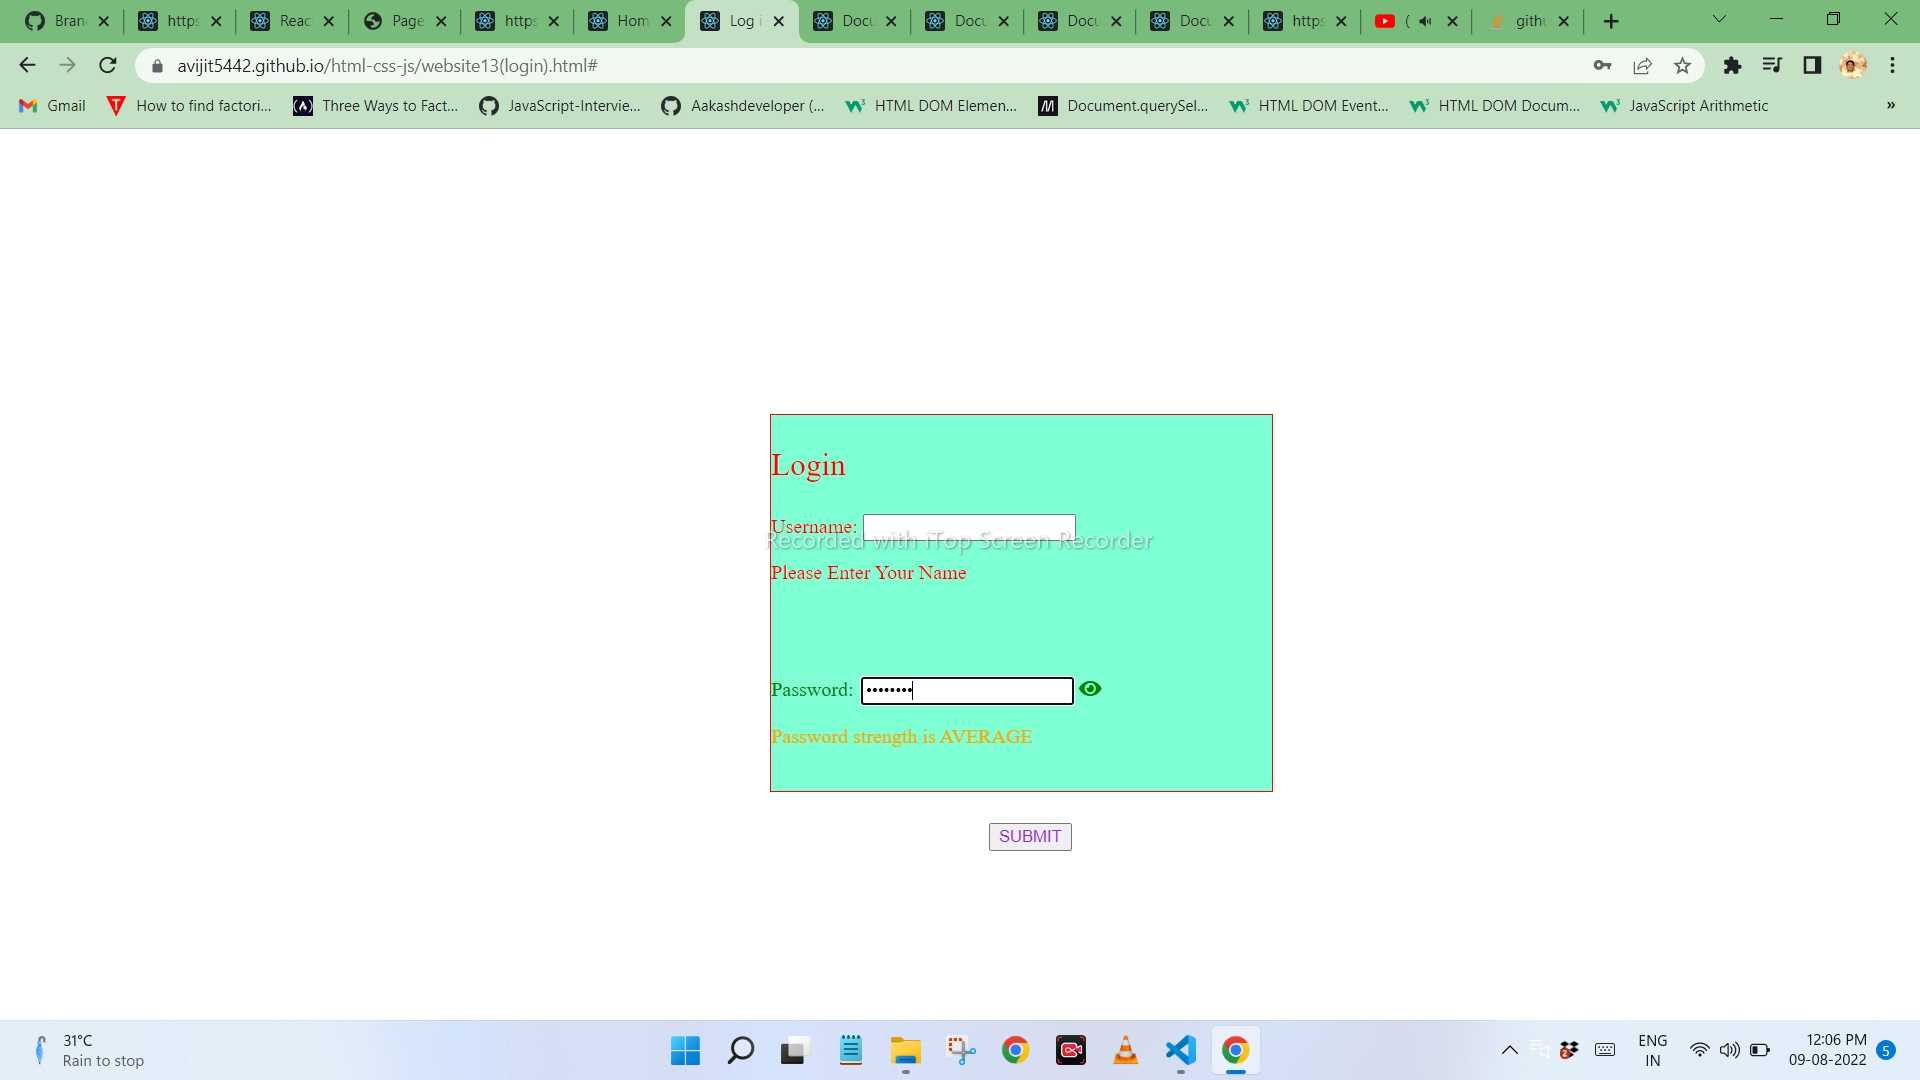 Bran
https
Reac
Page
https
Hom
Log i
Docu
Docu
Docu
Docu
https
(
githu
avijit5442.github.io/html-css-js/website13(login).html#
Gmail
How to find factori...
Three Ways to Fact...
JavaScript-Intervie...
Aakashdeveloper (...
HTML DOM Elemen...
Document.querySel...
HTML DOM Event...
HTML DOM Docum...
JavaScript Arithmetic
»
Login
Username:
Recorded with iTop Screen Recorder
Please Enter Your Name
Password: ••••••••
Password strength is AVERAGE
SUBMIT
31°C
Rain to stop
2
ENG
IN
12:06 PM
09-08-2022
5